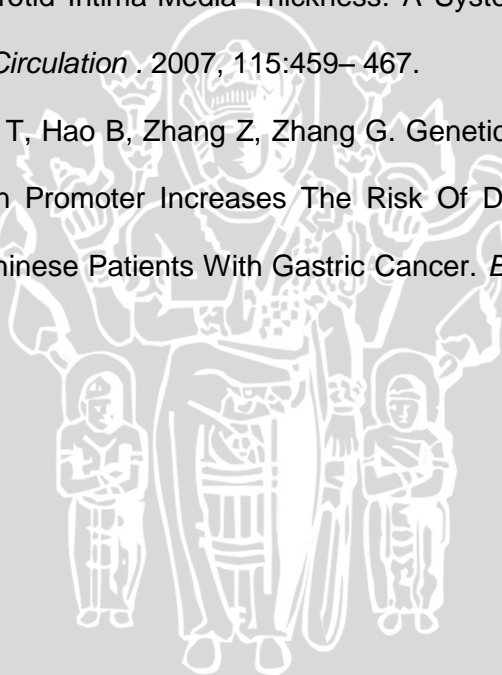 rotid Intima-Media Thickness: A Syste
Circulation . 2007, 115:459– 467.
T, Hao B, Zhang Z, Zhang G. Genetic
n Promoter Increases The Risk Of D
hinese Patients With Gastric Cancer. B